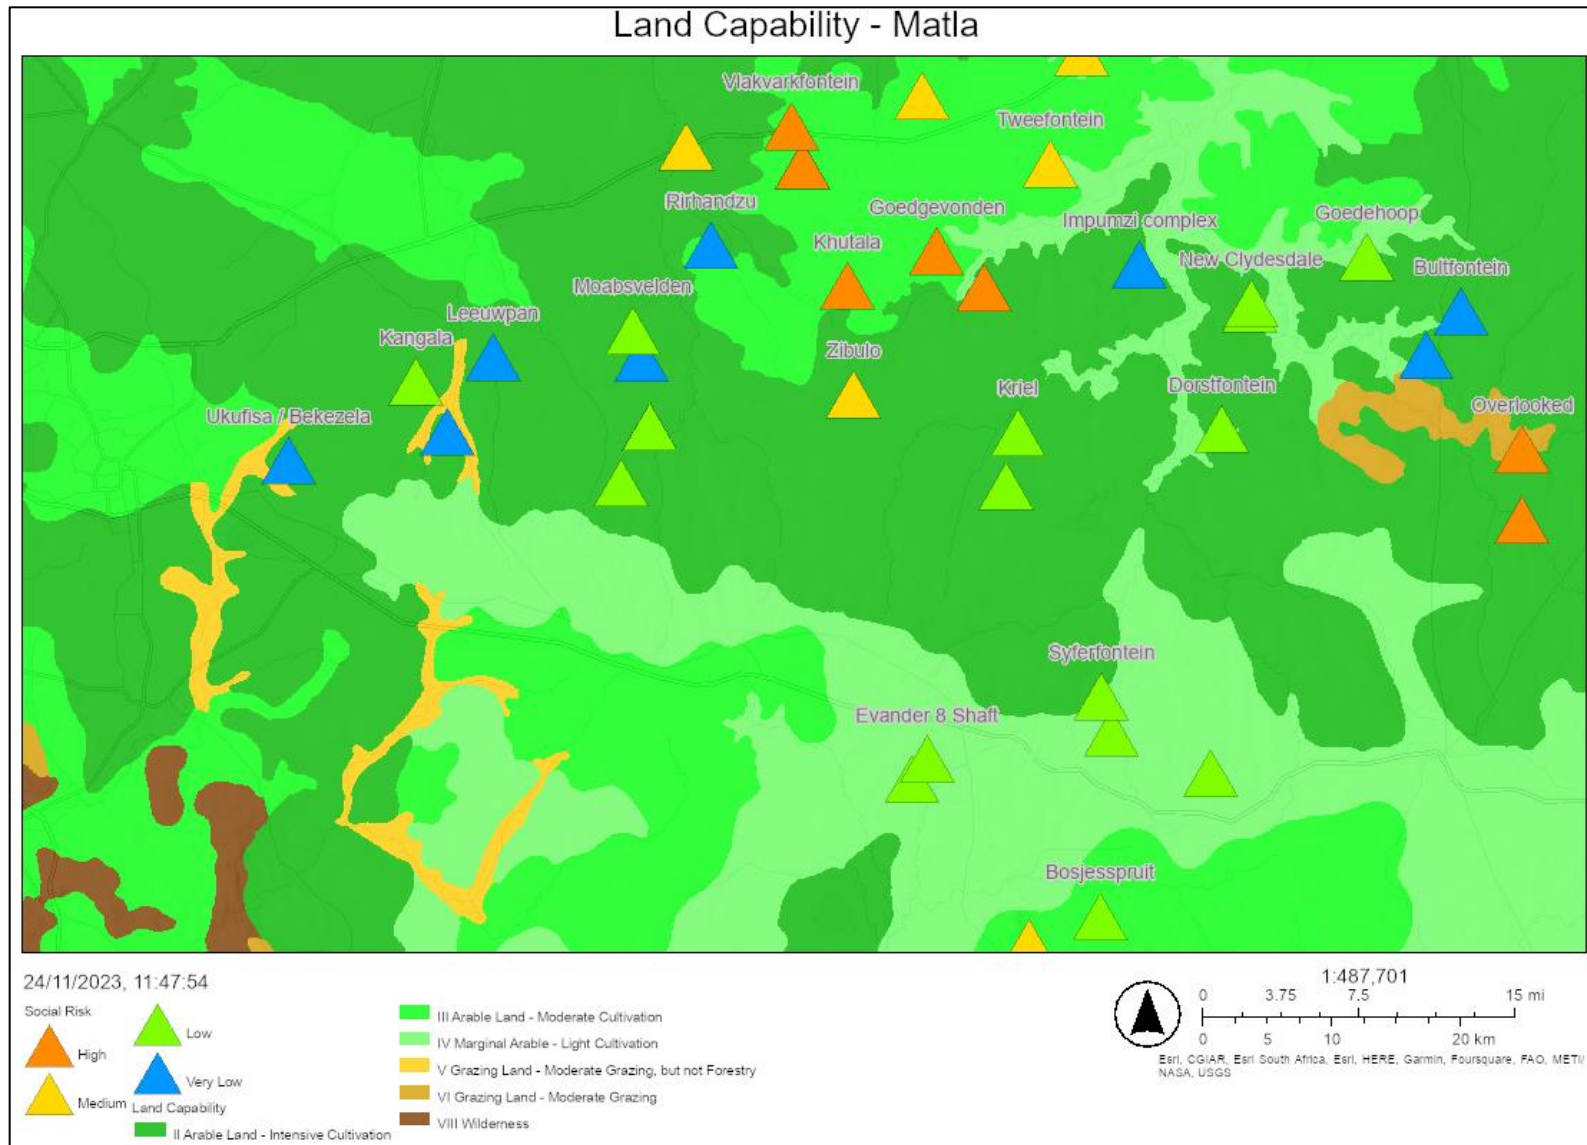 Land Capability - Matla
Vlakvarkfontein
Tweefontein
Rirhandzu
Goedgevonden
Impumzi complex
Goedehoop
Khutala
New Clydesdale
Bultfontein
Moabsvelden
Leeuwpan
Kangala
Zibulo
Kriel
Dorstfontein
Overlooked
Ukufisa / Bekezela
Syferfontein
Evander 8 Shaft
Bosjesspruit
24/11/2023, 11:47:54
Social Risk
High
Medium
Low
Very Low
Land Capability
II Arable Land - Intensive Cultivation
III Arable Land - Moderate Cultivation
IV Marginal Arable - Light Cultivation
V Grazing Land - Moderate Grazing, but not Forestry
VI Grazing Land - Moderate Grazing
VIII Wilderness
1:487,701
0 3.75 7.5 15 mi
0 5 10 20 km
Esri, CGIAR, Esri South Africa, Esri, HERE, Garmin, Foursquare, FAO, METI/
NASA, USGS